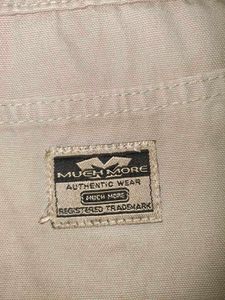 MUCH MORE
AUTHENTIC WEAR
MUCH MORE
REGISTERED TRADEMARK